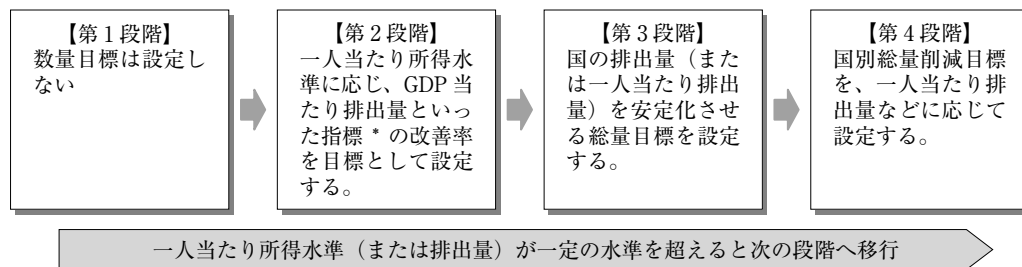 【第1段階】
数量目標は設定し
ない
【第2段階】
一人当たり所得水
準に応じ、GDP 当
たり排出量といっ
た指標 * の改善率
を目標として設定
する。
【第3段階】
国の排出量（また
は一人当たり排出
量）を安定化させ
る総量目標を設定
する。
【第4段階】
国別総量削減目標
を、一人当たり排
出量などに応じて
設定する。
一人当たり所得水準（または排出量）が一定の水準を超えると次の段階へ移行